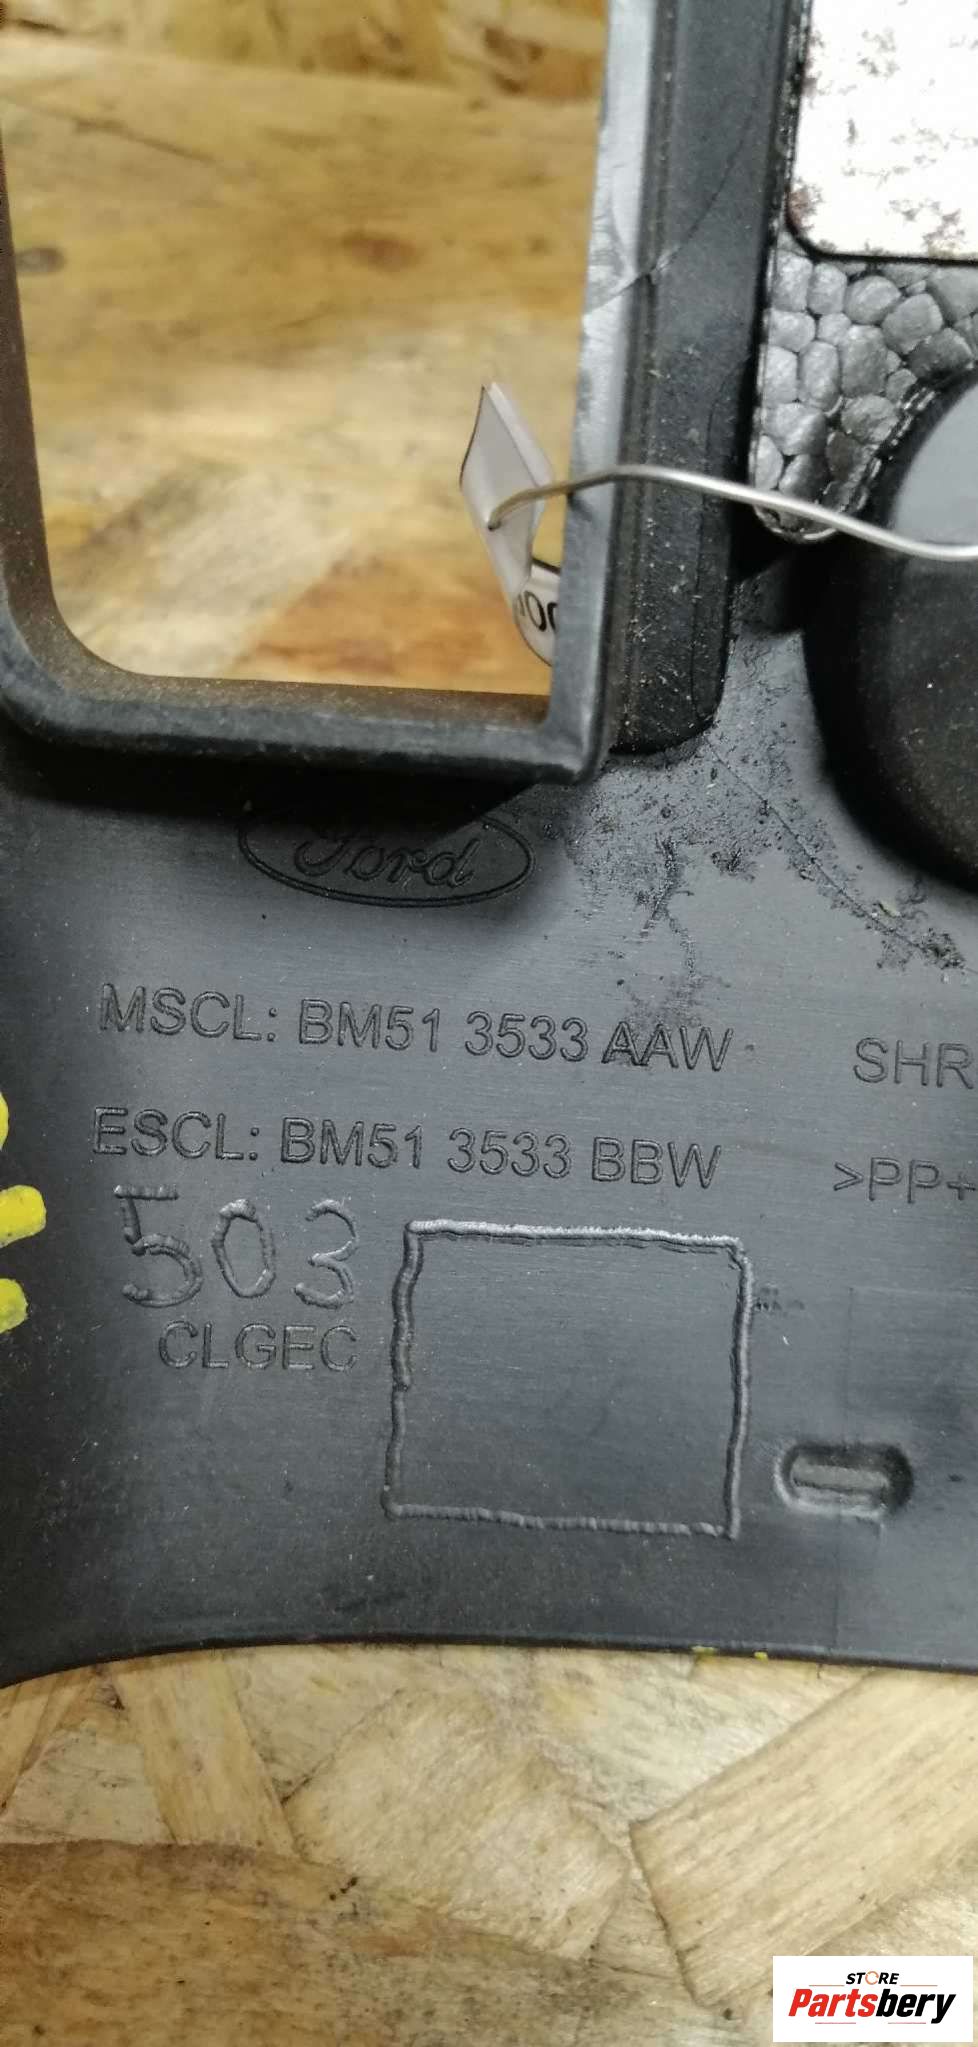 Ford
MSCL: BM51 3533 AAW
SHR
ESCL: BM51 3533 BBW
>PP+
503
CLGEC
STORE
Partsbery